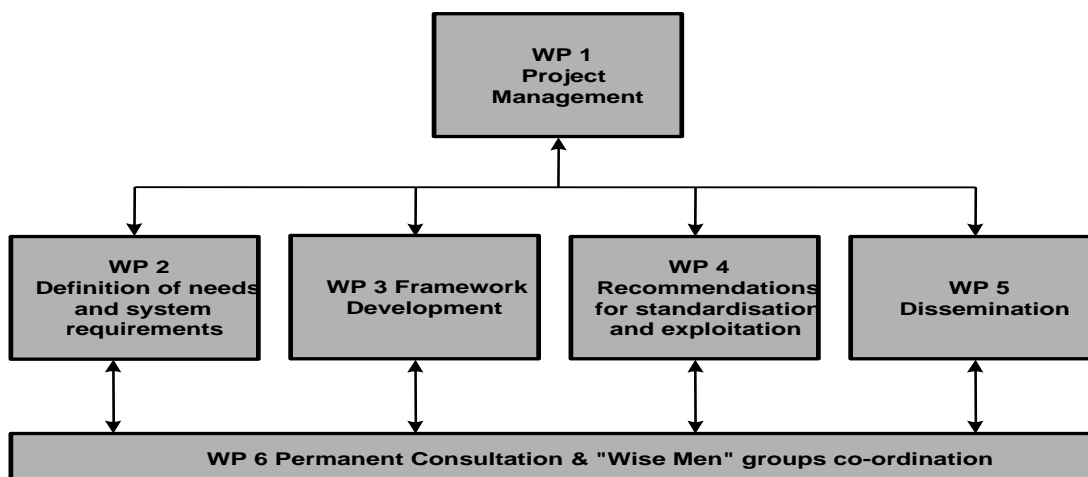 WP 1
Project
Management
WP 2
Definition of needs
and system
requirements
WP 3 Framework
Development
WP 4
Recommendations
for standardisation
and exploitation
WP 5
Dissemination
WP 6 Permanent Consultation & "Wise Men" groups co-ordination